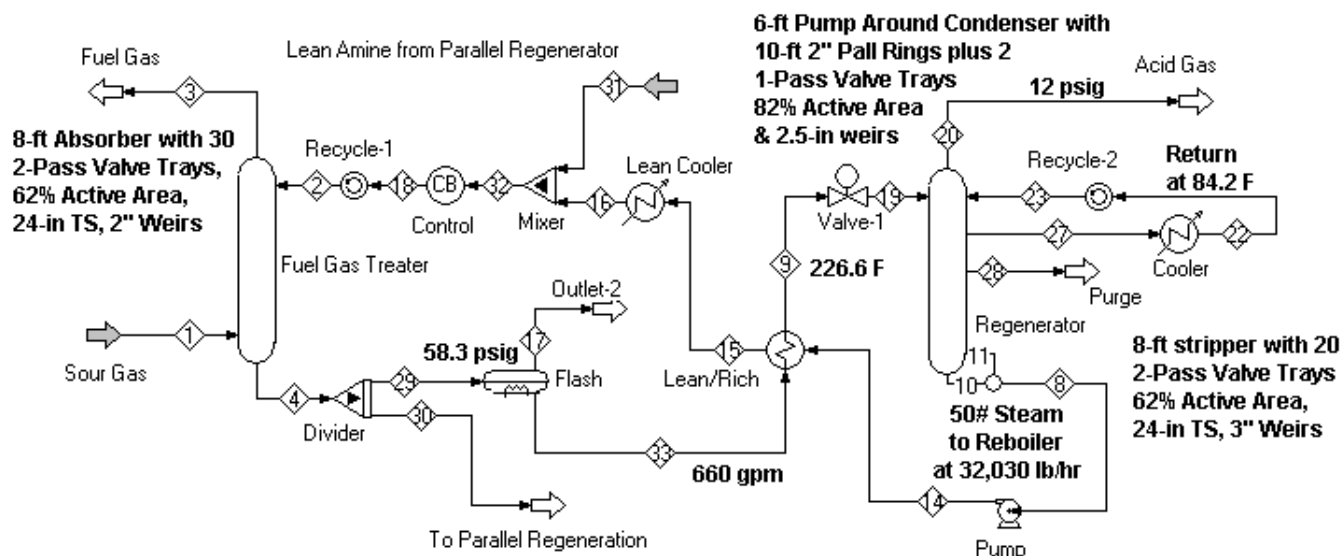 Fuel Gas
3
Lean Amine from Parallel Regenerator
31
6-ft Pump Around Condenser with
10-ft 2" Pall Rings plus 2
1-Pass Valve Trays
82% Active Area
& 2.5-in weirs
Acid Gas
12 psig
20
8-ft Absorber with 30
2-Pass Valve Trays,
62% Active Area,
24-in TS, 2" Weirs
Recycle-1
2
18
CB
32
Control
Mixer
Lean Cooler
16
Valve-1
19
Recycle-2
Return
at 84.2 F
23
27
22
Cooler
28
Purge
Fuel Gas Treater
9
226.6 F
Outlet-2
17
58.3 psig
Sour Gas
1
4
29
30
Divider
Flash
15
Lean/Rich
33
660 gpm
Regenerator
11
10
8
8-ft stripper with 20
2-Pass Valve Trays
62% Active Area,
24-in TS, 3" Weirs
50# Steam
to Reboiler
at 32,030 lb/hr
14
Pump
To Parallel Regeneration